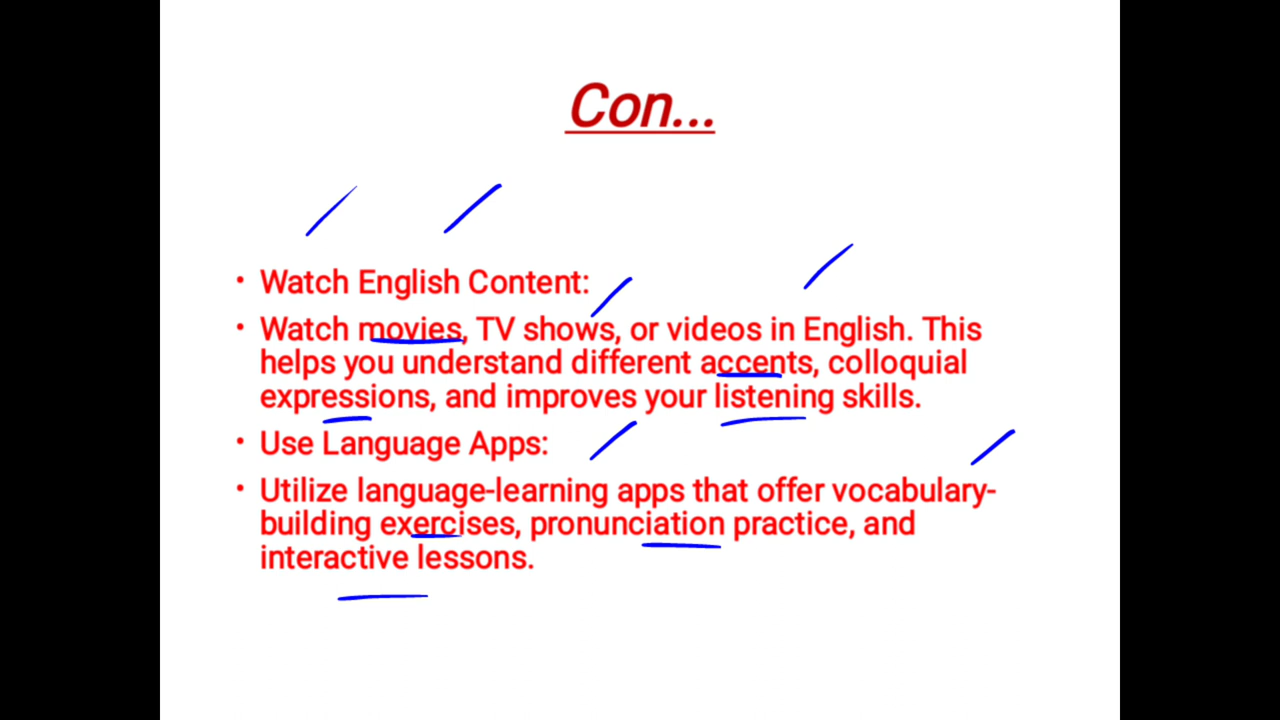 Con...
• Watch English Content:
• Watch movies, TV shows, or videos in English. This
helps you understand different accents, colloquial
expressions, and improves your listening skills.
• Use Language Apps:
• Utilize language-learning apps that offer vocabulary-
building exercises, pronunciation practice, and
interactive lessons.